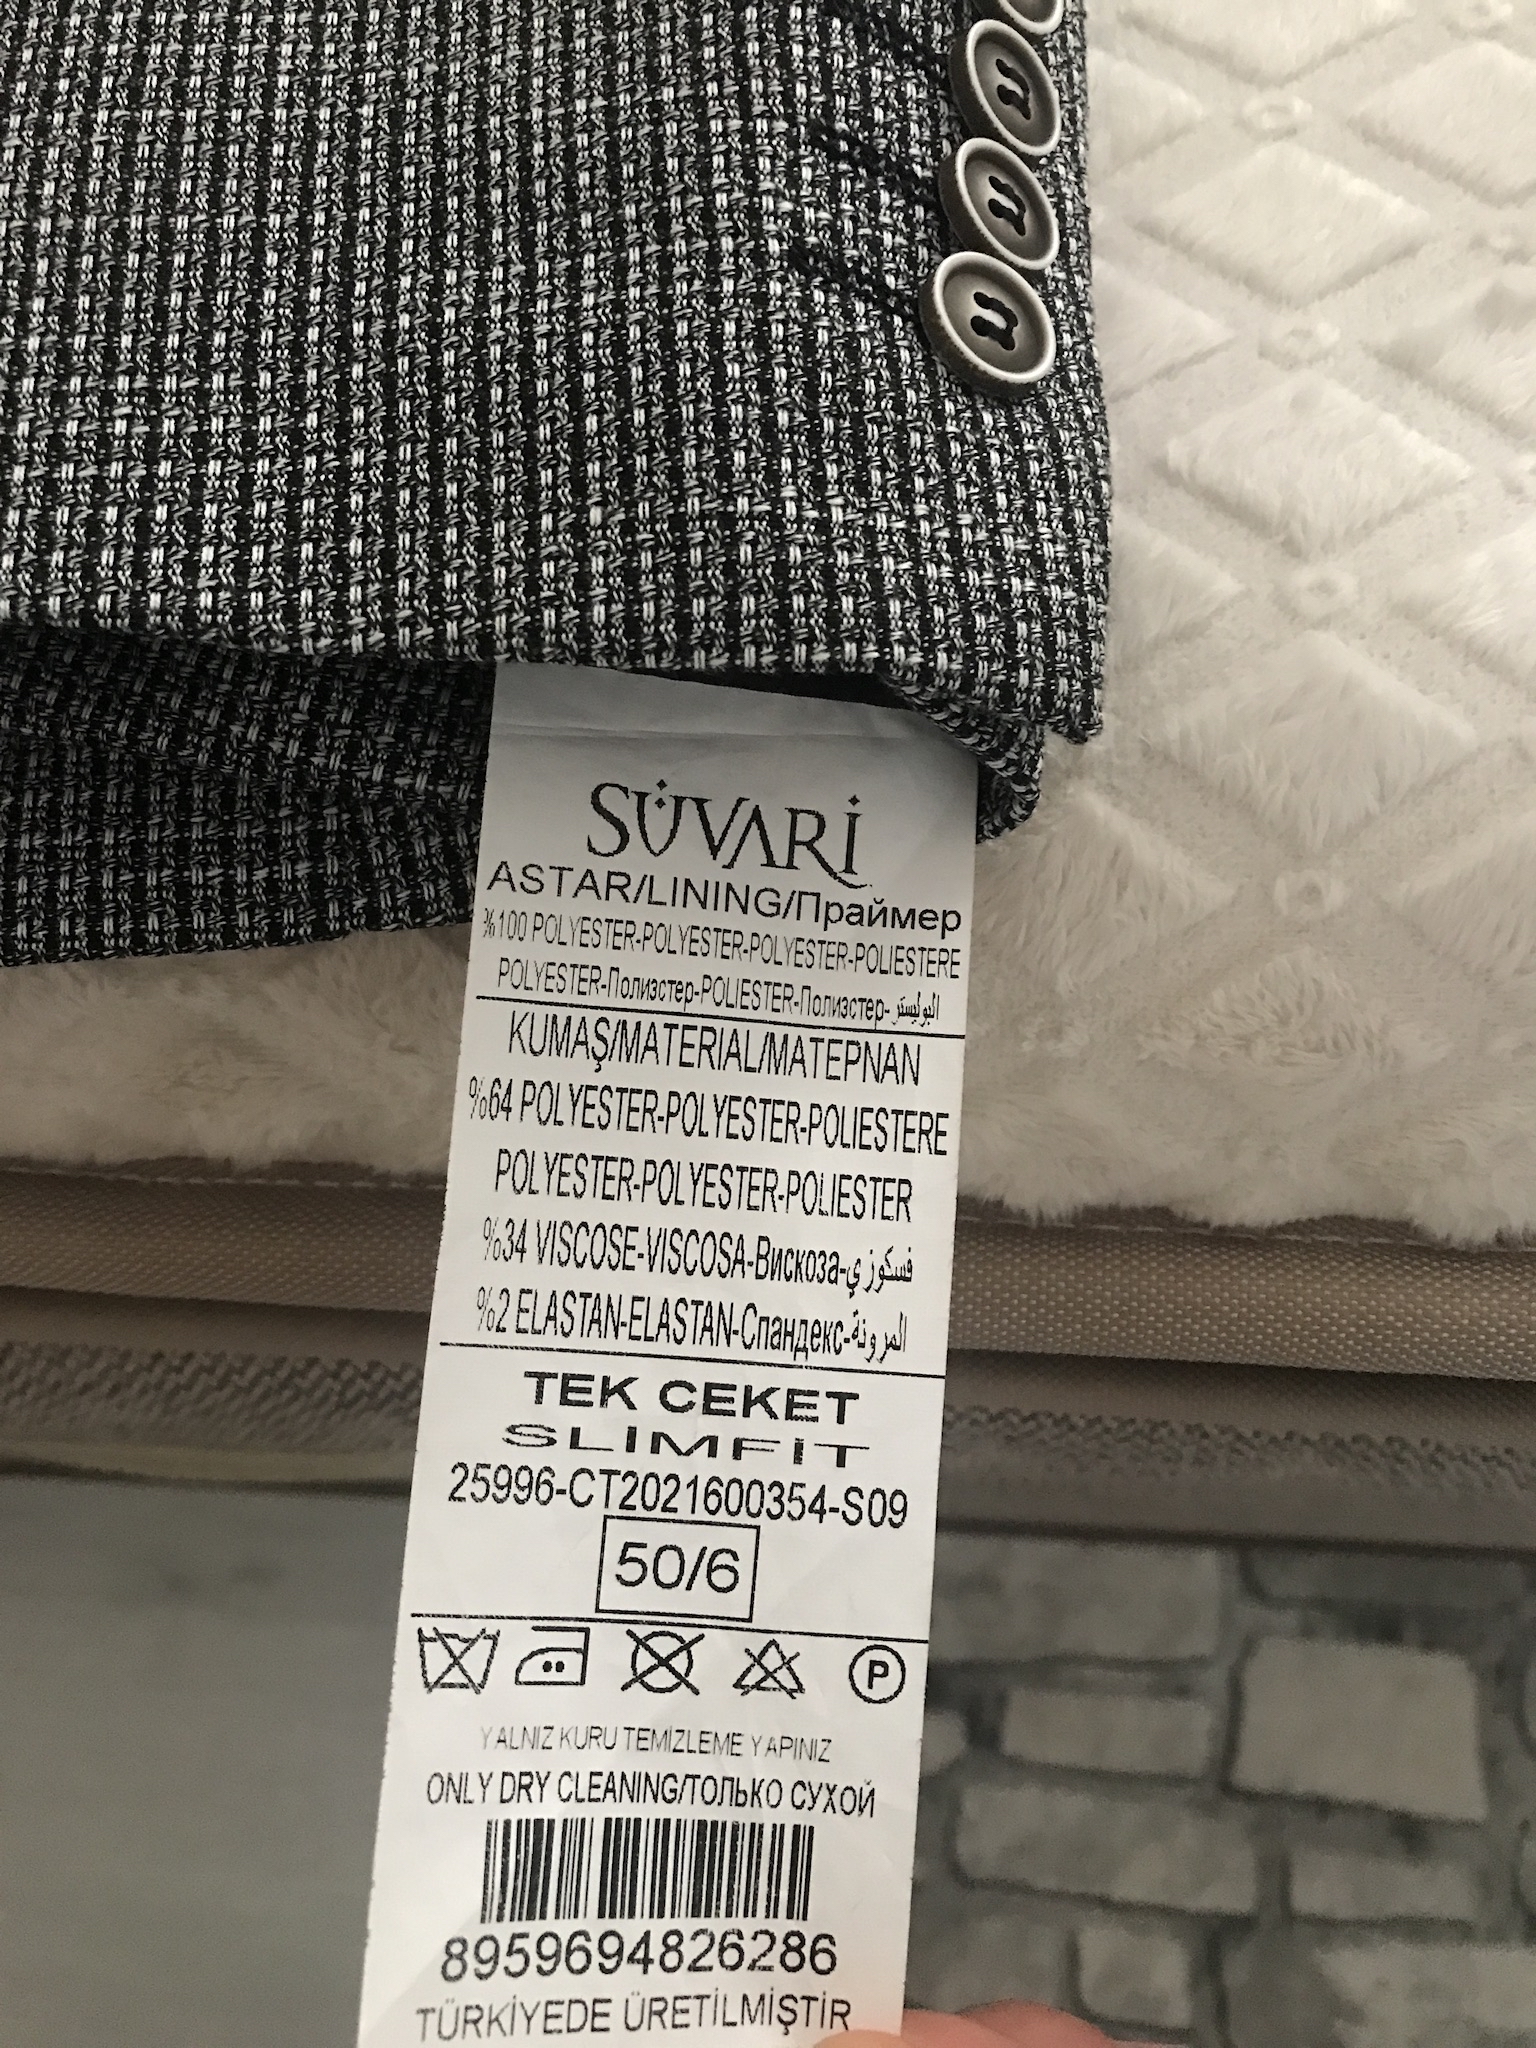 SÜVARİ
ASTAR/LINING/Праймер
%100 POLYESTER-POLYESTER-POLYESTER-POLIESTERE
POLYESTER-Полиэстер-POLIESTER-Полиэстер-البوليستر
KUMAŞ/MATERIAL/MATEPNAN
%64 POLYESTER-POLYESTER-POLIESTERE
POLYESTER-POLYESTER-POLIESTER
%34 VISCOSE-VISCOSA-Вискоза-فسكوزي
%2 ELASTAN-ELASTAN-Спандекс-المرونة
TEK CEKET
SLIMFİT
25996-CT2021600354-S09
50/6
P
YALNIZ KURU TEMİZLEME YAPINIZ
ONLY DRY CLEANING/ТОЛЬКО СУХОЙ
8959694826286
TÜRKİYEDE ÜRETİLMİŞTİR